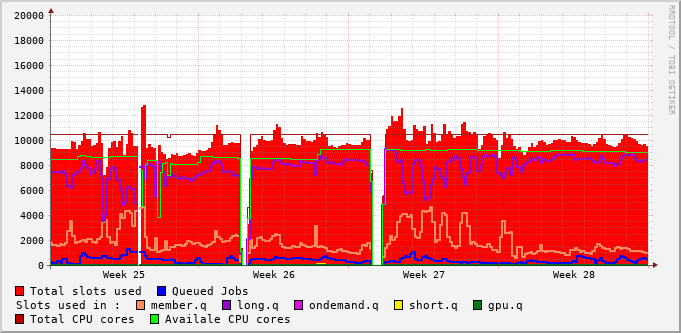 20000
18000
16000
14000
12000
10000
8000
6000
4000
2000
0
Week 25 Week 26 Week 27 Week 28
Total slots used Queued Jobs
Slots used in : member.q long.q ondemand.q short.q gpu.q
Total CPU cores Availale CPU cores
RRDTOOL / TOBI OETIKER